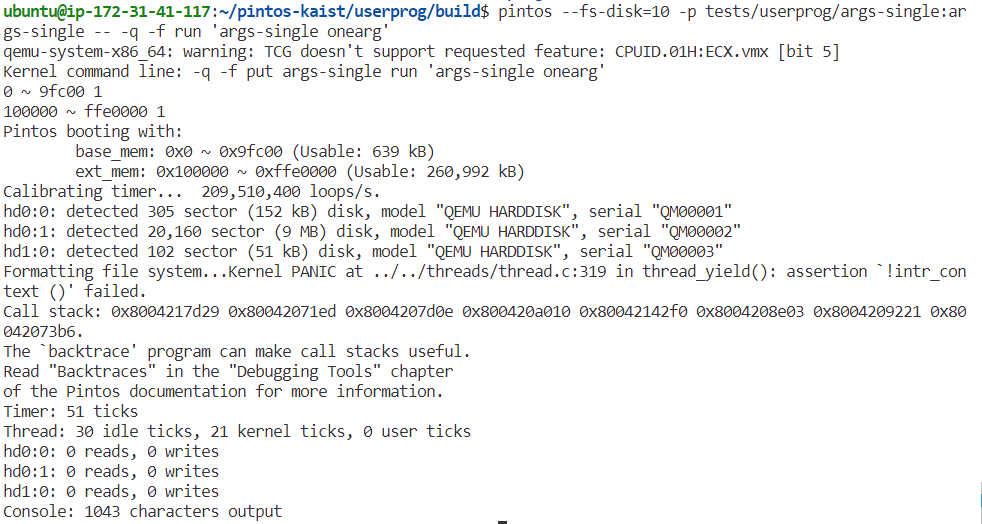 ubuntu@ip-172-31-41-117:~/pintos-kaist/userprog/build$ pintos --fs-disk=10 -p tests/userprog/args-single:ar
gs-single -- -q -f run 'args-single onearg'
qemu-system-x86_64: warning: TCG doesn't support requested feature: CPUID.01H:ECX.vmx [bit 5]
Kernel command line: -q -f put args-single run 'args-single onearg'
0 ~ 9fc00 1
100000 ~ ffe0000 1
Pintos booting with:
        base_mem: 0x0 ~ 0x9fc00 (Usable: 639 kB)
        ext_mem: 0x100000 ~ 0xffe0000 (Usable: 260,992 kB)
Calibrating timer...  209,510,400 loops/s.
hd0:0: detected 305 sector (152 kB) disk, model "QEMU HARDDISK", serial "QM00001"
hd0:1: detected 20,160 sector (9 MB) disk, model "QEMU HARDDISK", serial "QM00002"
hd1:0: detected 102 sector (51 kB) disk, model "QEMU HARDDISK", serial "QM00003"
Formatting file system...Kernel PANIC at ../../threads/thread.c:319 in thread_yield(): assertion `!intr_con
text ()' failed.
Call stack: 0x8004217d29 0x80042071ed 0x8004207d0e 0x800420a010 0x80042142f0 0x8004208e03 0x8004209221 0x80
042073b6.
The `backtrace' program can make call stacks useful.
Read "Backtraces" in the "Debugging Tools" chapter
of the Pintos documentation for more information.
Timer: 51 ticks
Thread: 30 idle ticks, 21 kernel ticks, 0 user ticks
hd0:0: 0 reads, 0 writes
hd0:1: 0 reads, 0 writes
hd1:0: 0 reads, 0 writes
Console: 1043 characters output